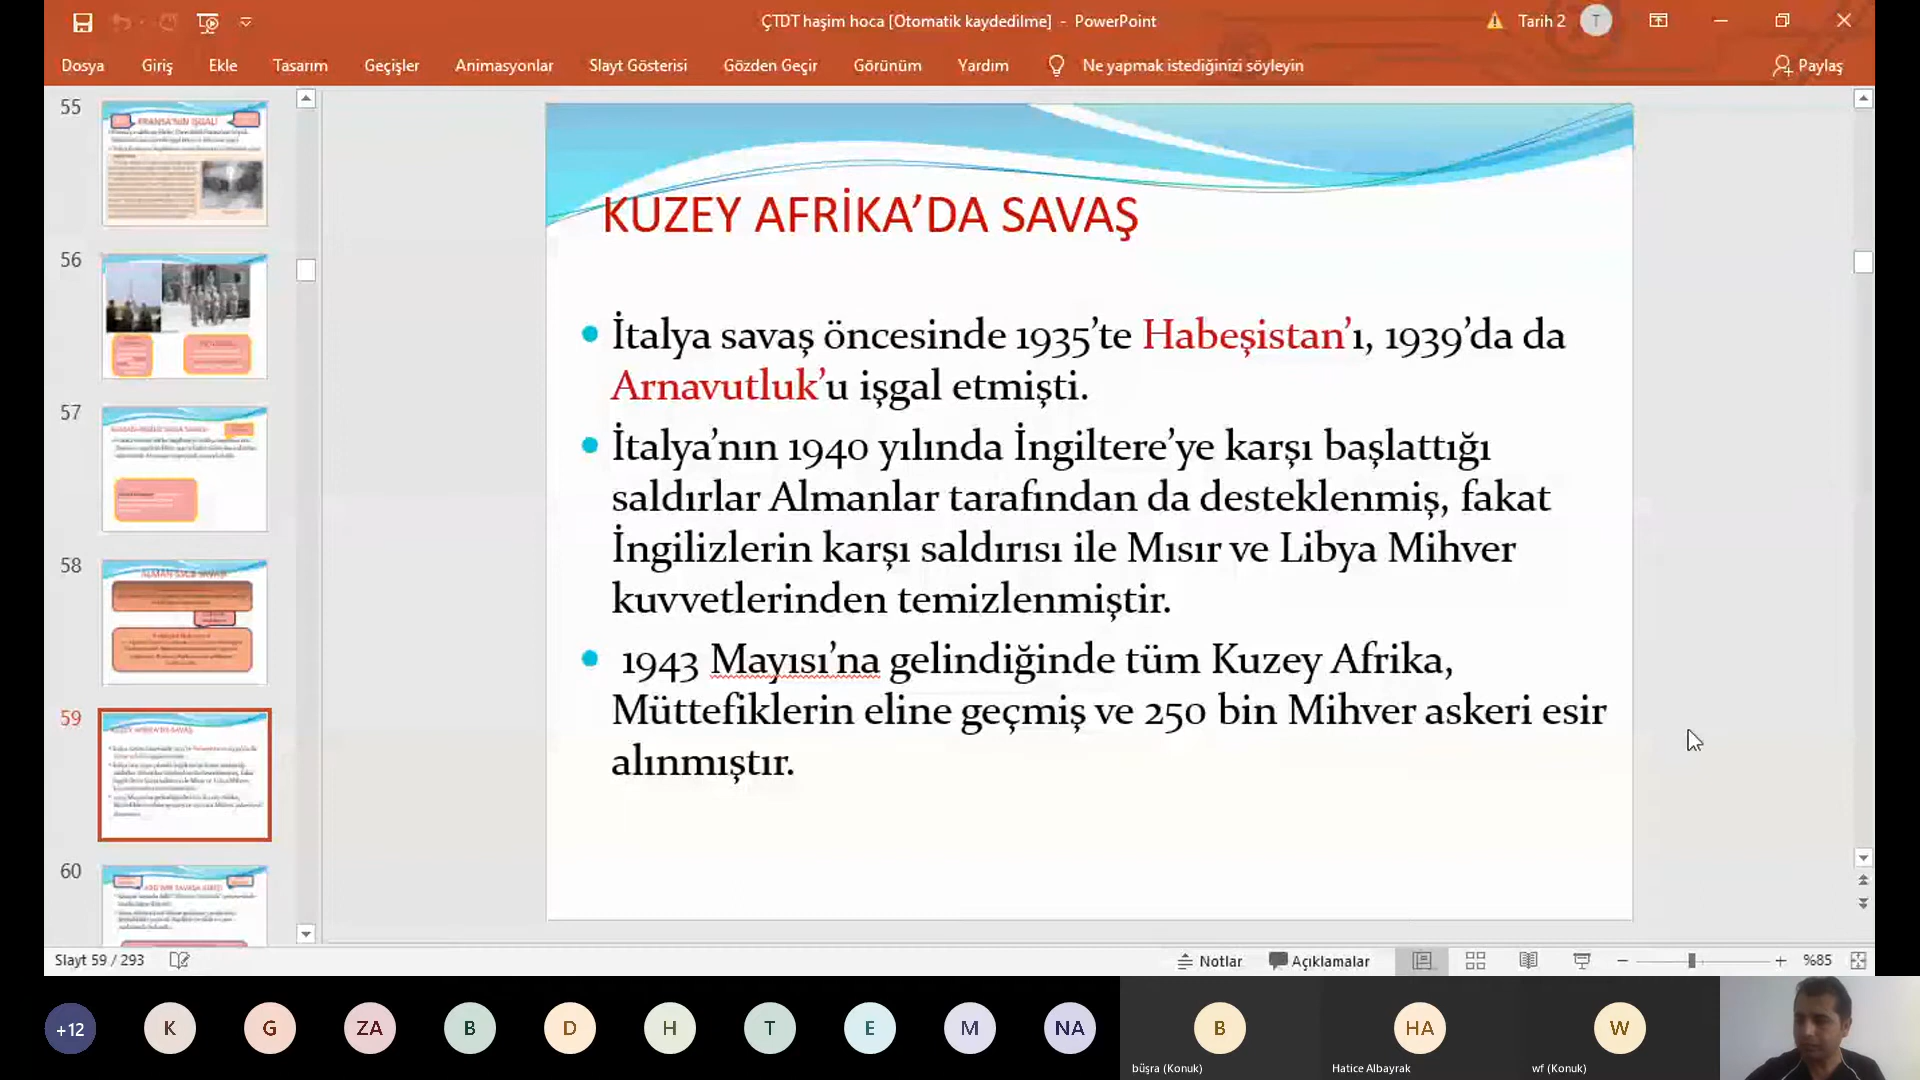 ÇTDT haşim hoca [Otomatik kaydedilme] - PowerPoint
Tarih 2
T
Dosya Giriş Ekle Tasarım Geçişler Animasyonlar Slayt Gösterisi Gözden Geçir Görünüm Yardım Ne yapmak istediğinizi söyleyin Paylaş
55
FRANSA'NIN İŞGALİ
56
57
58
59
60
KUZEY AFRİKA’DA SAVAŞ
İtalya savaş öncesinde 1935’te Habeşistan’ı, 1939’da da
Arnavutluk’u işgal etmişti.
İtalya’nın 1940 yılında İngiltere’ye karşı başlattığı
saldırlar Almanlar tarafından da desteklenmiş, fakat
İngilizlerin karşı saldırısı ile Mısır ve Libya Mihver
kuvvetlerinden temizlenmiştir.
1943 Mayısı’na gelindiğinde tüm Kuzey Afrika,
Müttefiklerin eline geçmiş ve 250 bin Mihver askeri esir
alınmıştır.
Slayt 59 / 293
Notlar Açıklamalar %85
+12 K G ZA B D H T E M NA B HA W
büşra (Konuk) Hatice Albayrak wf (Konuk)